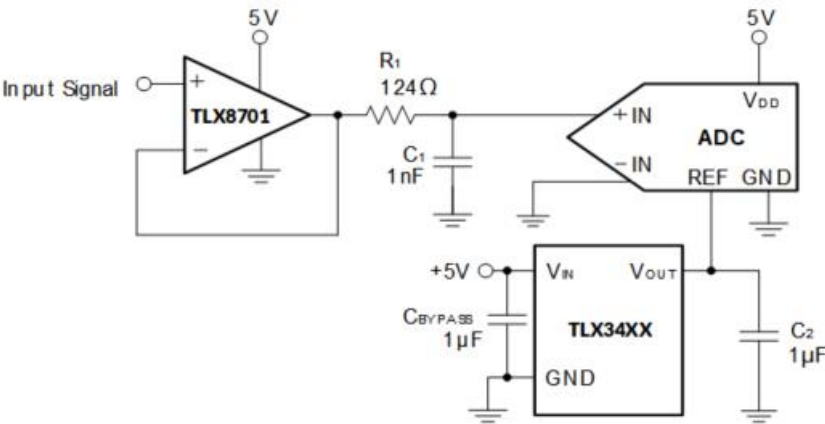 5V
5V
Input Signal
+
TLX8701
−
R1
124Ω
C1
1nF
+IN
VDD
ADC
−IN
REF
GND
+5V
VIN
VOUT
CBYPASS
1µF
TLX34XX
GND
C2
1µF